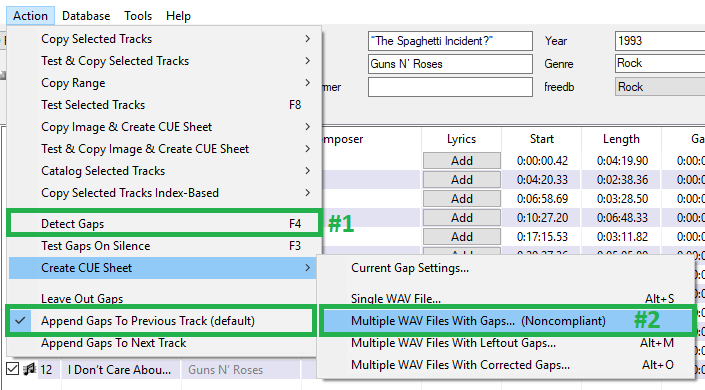 Action Database Tools Help
Copy Selected Tracks
Test & Copy Selected Tracks
Copy Range
Test Selected Tracks F8
Copy Image & Create CUE Sheet
Test & Copy Image & Create CUE Sheet
Catalog Selected Tracks
Copy Selected Tracks Index-Based
Detect Gaps F4 #1
Test Gaps On Silence F3
Create CUE Sheet
Leave Out Gaps
Append Gaps To Previous Track (default)
Append Gaps To Next Track
12 I Don't Care Abou... Guns N' Roses
"The Spaghetti Incident?" Year 1993
Guns N' Roses Genre Rock
mer freedb Rock
mposer Lyrics Start Length Ga
Add 0:00:00.42 0:04:19.90 0:00:
Add 0:04:20.33 0:02:38.36 0:00:
Add 0:06:58.69 0:03:28.50 0:00:
Add 0:10:27.20 0:06:48.33 0:00:
Add 0:17:15.53 0:03:11.82 0:00:
Current Gap Settings...
Single WAV File... Alt+S
Multiple WAV Files With Gaps... (Noncompliant) #2
Multiple WAV Files With Leftout Gaps... Alt+M
Multiple WAV Files With Corrected Gaps... Alt+O